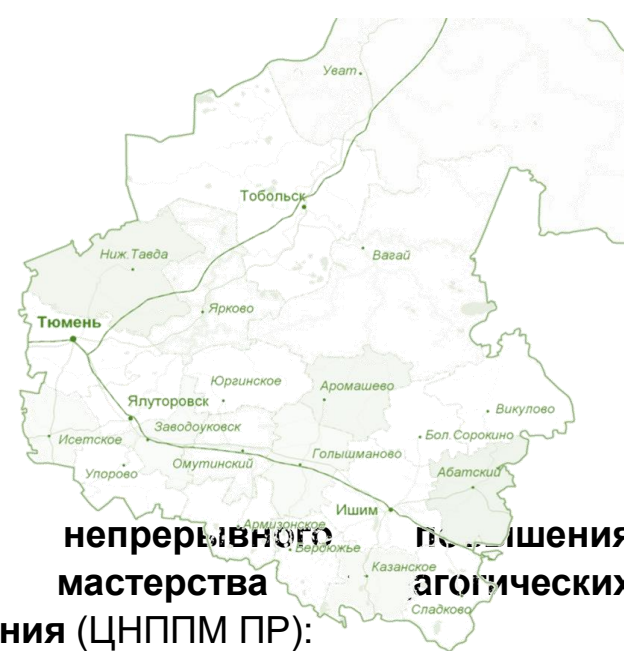 Уват
Тобольск
Ниж.Тавда
Вагай
Ярково
Тюмень
Юргинское
Аромашево
Ялуторовск
Викулово
Заводоуковск
Бол.Сорокино
Исетское
Голышманово
Омутинский
Упорово
Абатский
Ишим
Армизонское
непрерывного
Бердюжье
Казанское
мастерства
Сладково
ния (ЦНППМ ПР):